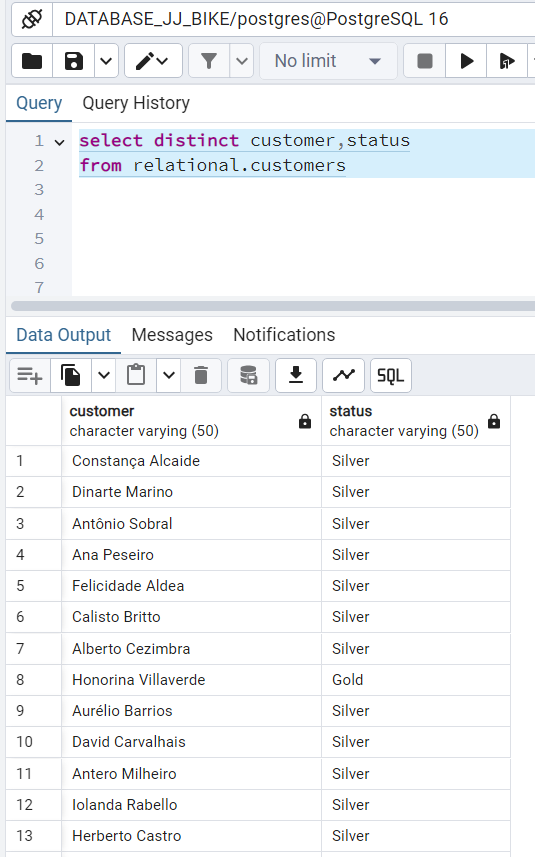 DATABASE_JJ_BIKE/postgres@PostgreSQL 16
No limit
Query Query History
1 select distinct customer,status
2 from relational.customers
3
4
5
6
7
Data Output Messages Notifications
SQL
customer status
character varying (50) character varying (50)
1 Constança Alcaide Silver
2 Dinarte Marino Silver
3 Antônio Sobral Silver
4 Ana Peseiro Silver
5 Felicidade Aldea Silver
6 Calisto Britto Silver
7 Alberto Cezimbra Silver
8 Honorina Villaverde Gold
9 Aurélio Barrios Silver
10 David Carvalhais Silver
11 Antero Milheiro Silver
12 Iolanda Rabello Silver
13 Herberto Castro Silver